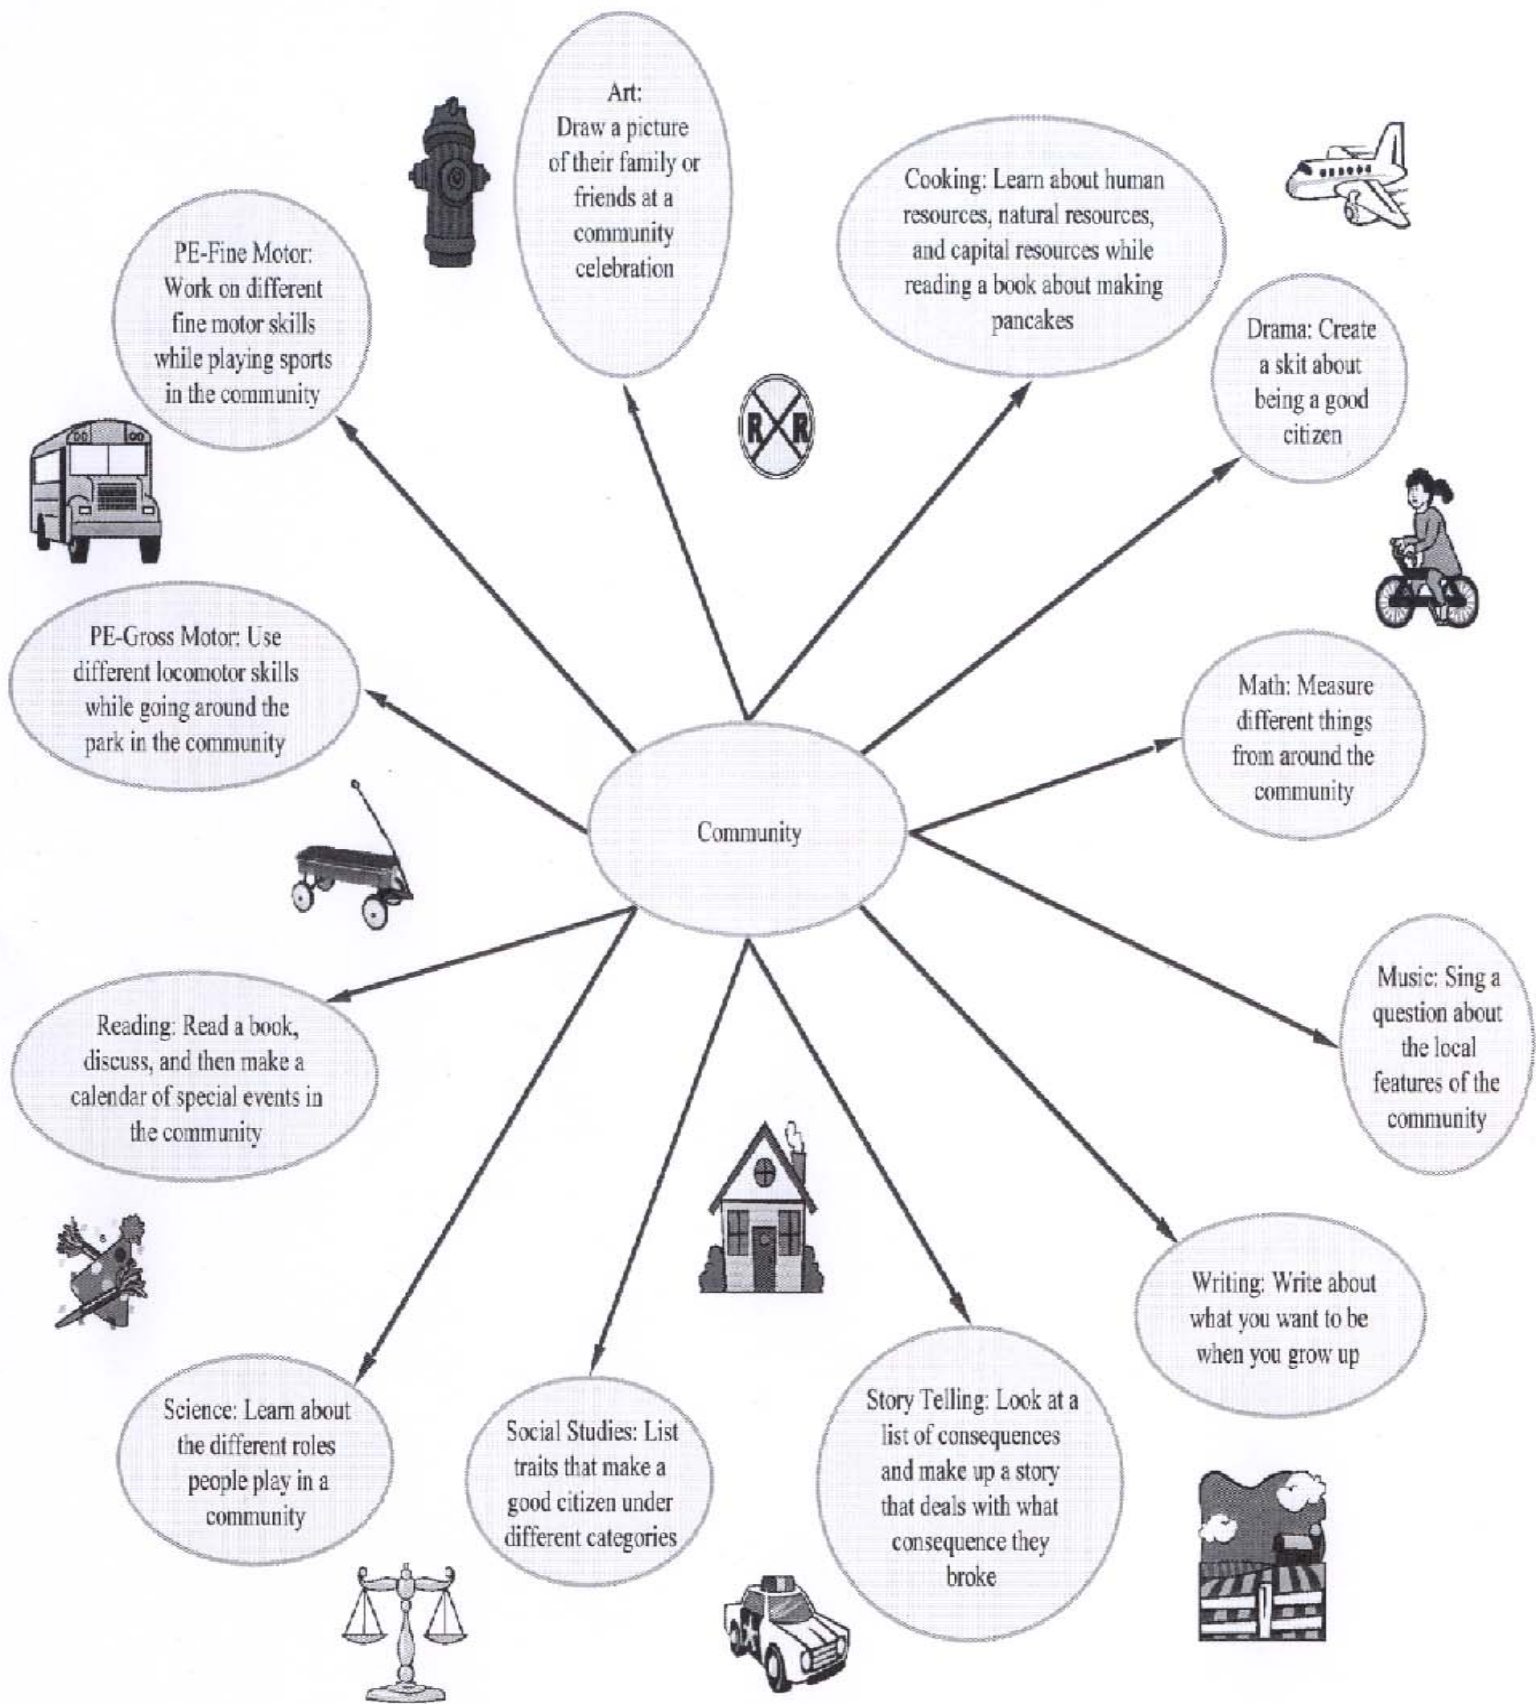 Art:
Draw a picture
of their family or
friends at a
community
celebration
Cooking: Learn about human
resources, natural resources,
and capital resources while
reading a book about making
pancakes
PE-Fine Motor:
Work on different
fine motor skills
while playing sports
in the community
Drama: Create
a skit about
being a good
citizen
R R
PE-Gross Motor: Use
different locomotor skills
while going around the
park in the community
Math: Measure
different things
from around the
community
Community
Music: Sing a
question about
the local
features of the
community
Reading: Read a book,
discuss, and then make a
calendar of special events in
the community
Writing: Write about
what you want to be
when you grow up
Science: Learn about
the different roles
people play in a
community
Social Studies: List
traits that make a
good citizen under
different categories
Story Telling: Look at a
list of consequences
and make up a story
that deals with what
consequence they
broke